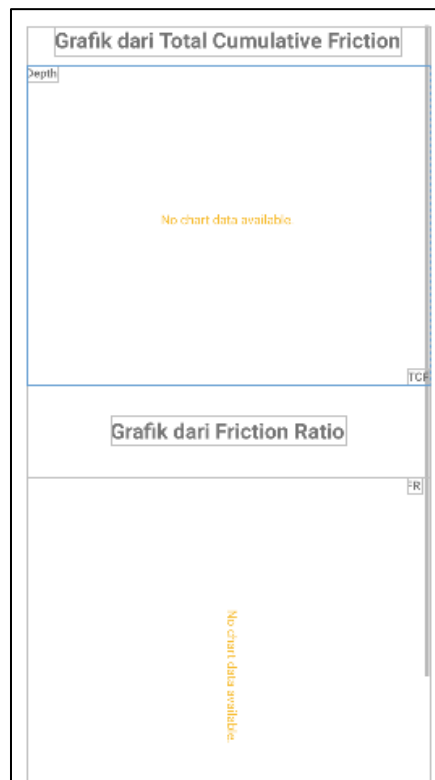 Grafik dari Total Cumulative Friction
Depth
No chart data available.
TCF
Grafik dari Friction Ratio
FR
No chart data available.